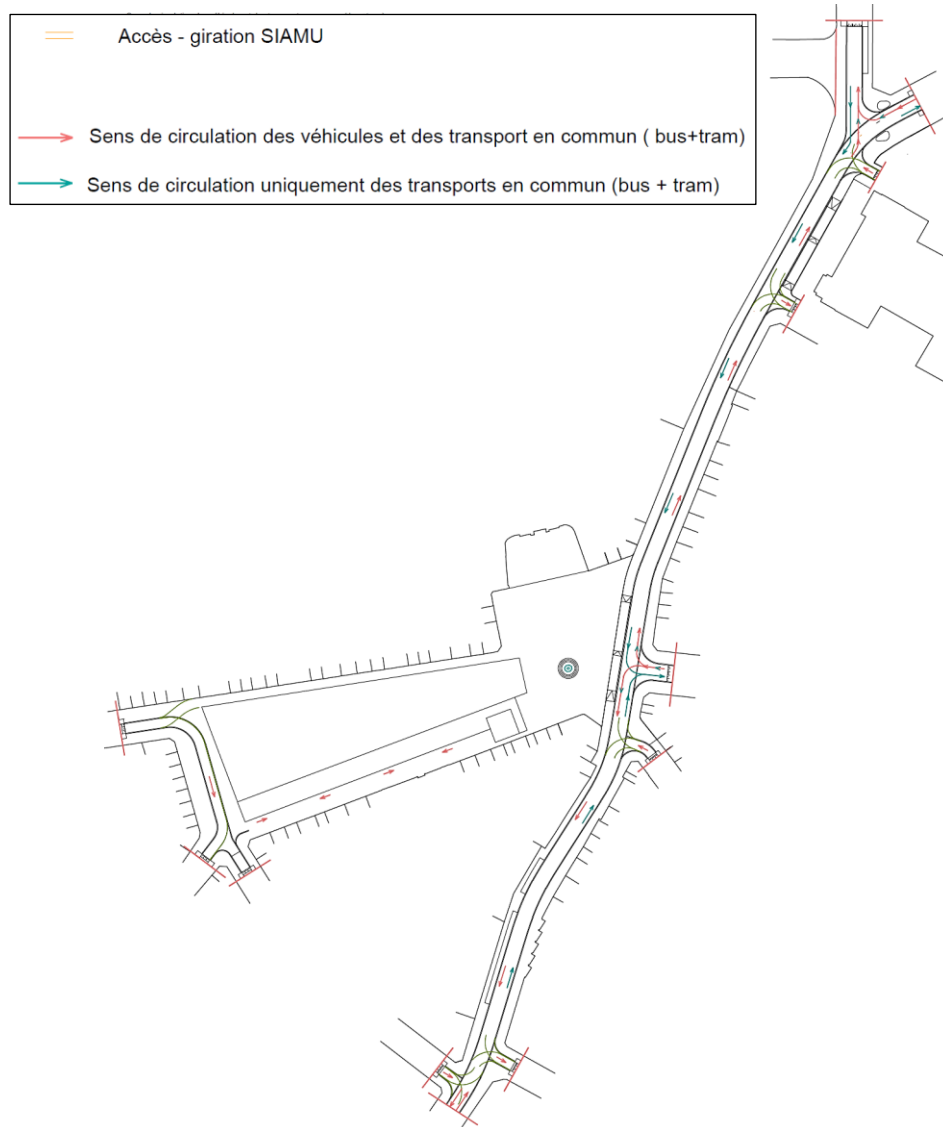 Accès - giration SIAMU
Sens de circulation des véhicules et des transport en commun ( bus+tram)
Sens de circulation uniquement des transports en commun (bus + tram)